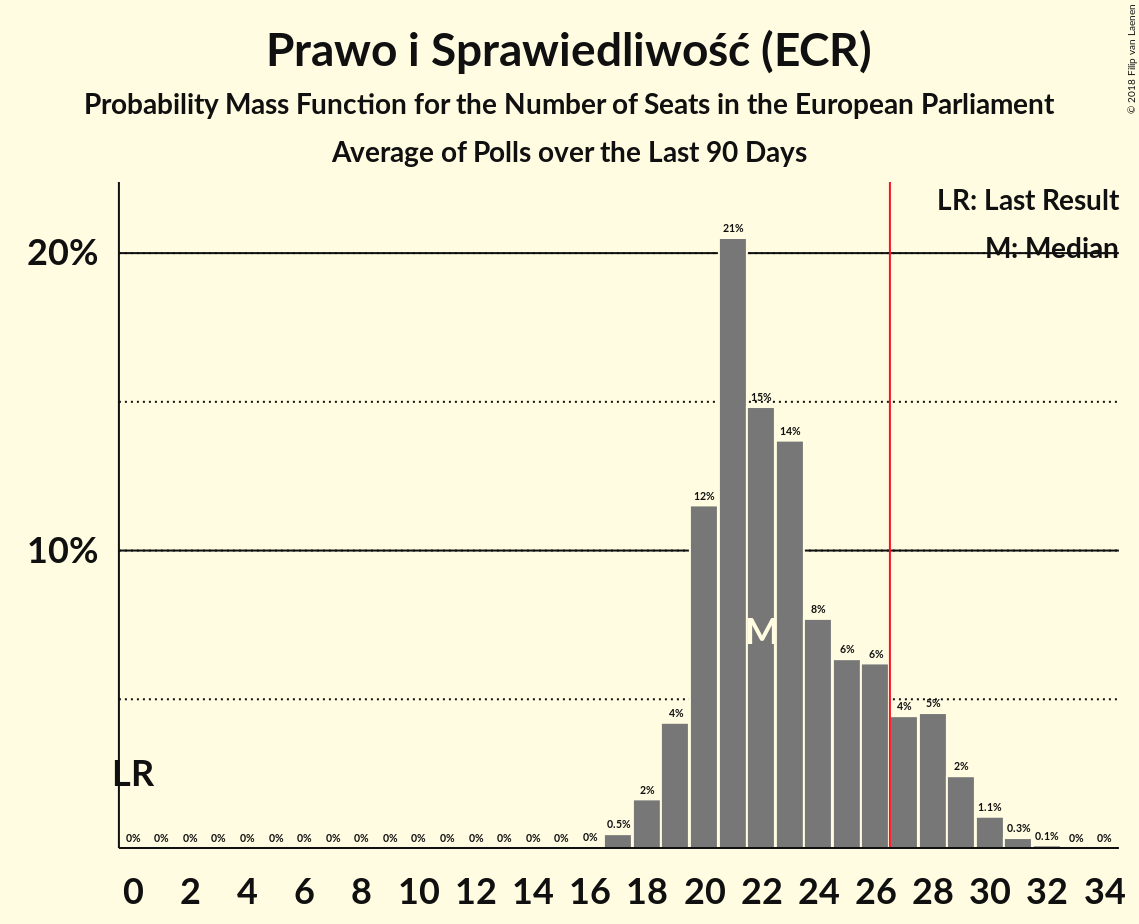 Prawo i Sprawiedliwość (ECR)
Probability Mass Function for the Number of Seats in the European Parliament
Average of Polls over the Last 90 Days
© 2018 Filip van Laenen
LR: Last Result
M: Median
20%
10%
21%
15%
14%
12%
8%
6%
6%
4%
4%
5%
2%
2%
1.1%
0.5%
0.3%
0.1%
0% 0% 0% 0% 0% 0% 0% 0% 0% 0% 0% 0% 0% 0% 0% 0% 0% 0% 0%
M
LR
0 2 4 6 8 10 12 14 16 18 20 22 24 26 28 30 32 34